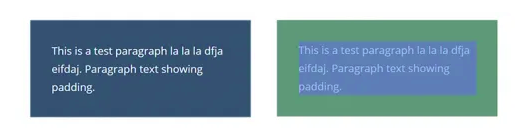 This is a test paragraph la la la dfja
eifdaj. Paragraph text showing
padding.
This is a test paragraph la la la dfja
eifdaj. Paragraph text showing
padding.